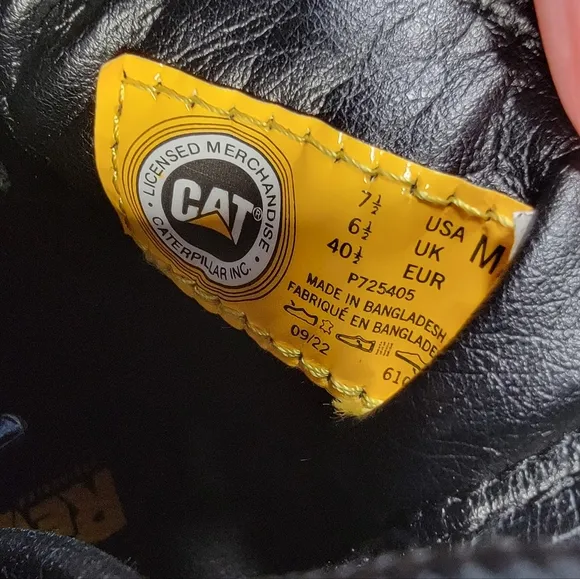 LICENSED MERCHANDISE
CAT®
CATERPILLAR INC.
7½ USA M
6½ UK
40½ EUR
P725405
MADE IN BANGLADESH
FABRIQUÉ EN BANGLADE
09/22